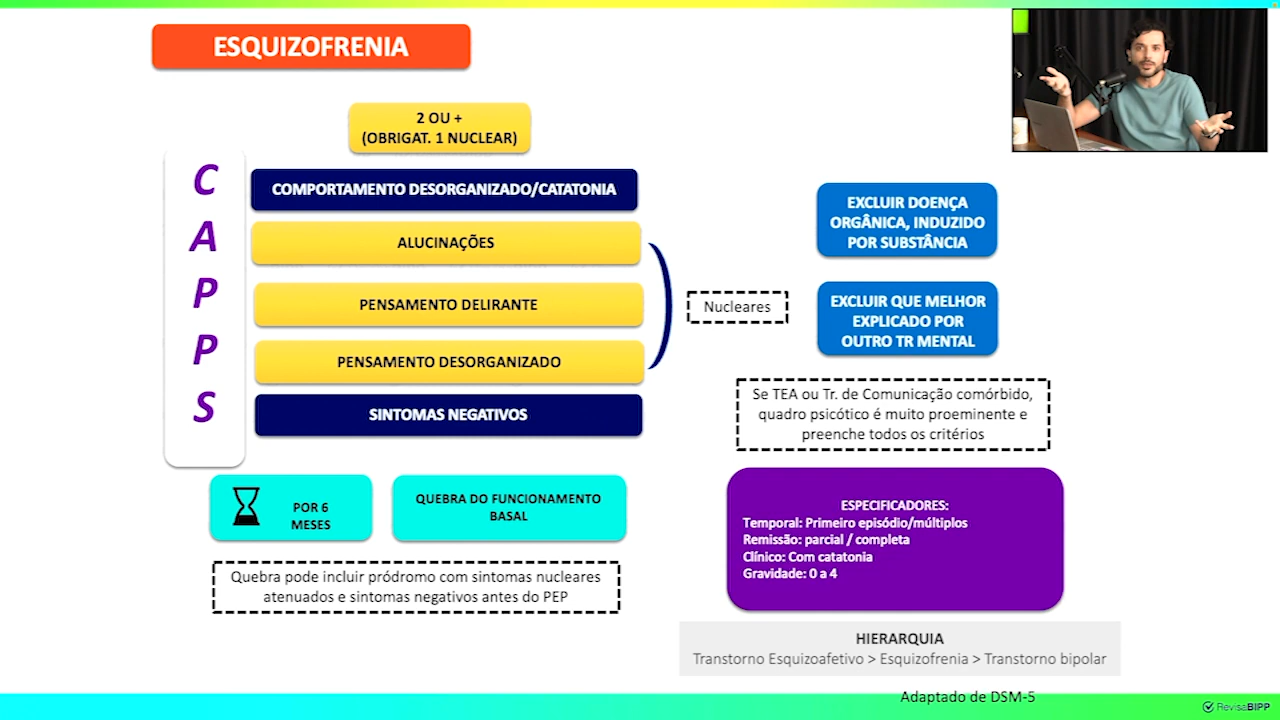 ESQUIZOFRENIA
2 OU +
(OBRIGAT. 1 NUCLEAR)
C
A
P
P
S
COMPORTAMENTO DESORGANIZADO/CATATONIA
ALUCINAÇÕES
PENSAMENTO DELIRANTE
PENSAMENTO DESORGANIZADO
SINTOMAS NEGATIVOS
Nucleares
POR 6
MESES
QUEBRA DO FUNCIONAMENTO
BASAL
Quebra pode incluir pródromo com sintomas nucleares
atenuados e sintomas negativos antes do PEP
EXCLUIR DOENÇA
ORGÂNICA, INDUZIDO
POR SUBSTÂNCIA
EXCLUIR QUE MELHOR
EXPLICADO POR
OUTRO TR MENTAL
Se TEA ou Tr. de Comunicação comórbido,
quadro psicótico é muito proeminente e
preenche todos os critérios
ESPECIFICADORES:
Temporal: Primeiro episódio/múltiplos
Remissão: parcial / completa
Clínico: Com catatonia
Gravidade: 0 a 4
HIERARQUIA
Transtorno Esquizoafetivo > Esquizofrenia > Transtorno bipolar
Adaptado de DSM-5
RevisaBIPP